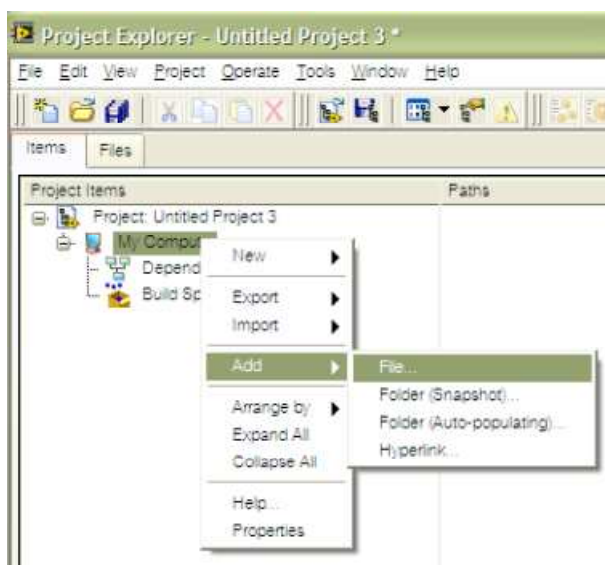 Project Explorer - Untitled Project 3 *
File Edit View Project Operate Tools Window Help
Items Files
Project Items Paths
Project: Untitled Project 3
My Comput
Depend
Build Sp
New
Export
Import
Add
Arrange by
Expand All
Collapse All
Help...
Properties
File...
Folder (Snapshot)...
Folder (Auto-populating)...
Hyperlink...